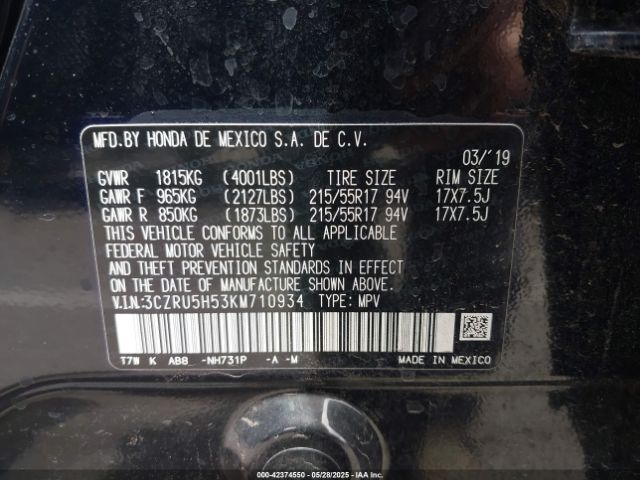 MFD.BY HONDA DE MEXICO S.A. DE C.V.
03/'19
GVWR 1815KG (4001LBS) TIRE SIZE RIM SIZE
GAWR F 965KG (2127LBS) 215/55R17 94V 17X7.5J
GAWR R 850KG (1873LBS) 215/55R17 94V 17X7.5J
THIS VEHICLE CONFORMS TO ALL APPLICABLE
FEDERAL MOTOR VEHICLE SAFETY
AND THEFT PREVENTION STANDARDS IN EFFECT
ON THE DATE OF MANUFACTURE SHOWN ABOVE.
V.I.N:3CZRU5H53KM710934 TYPE: MPV
T7W K AB8 -NH731P -A -M MADE IN MEXICO
000-42374550 05/28/2025 IAAI.COM